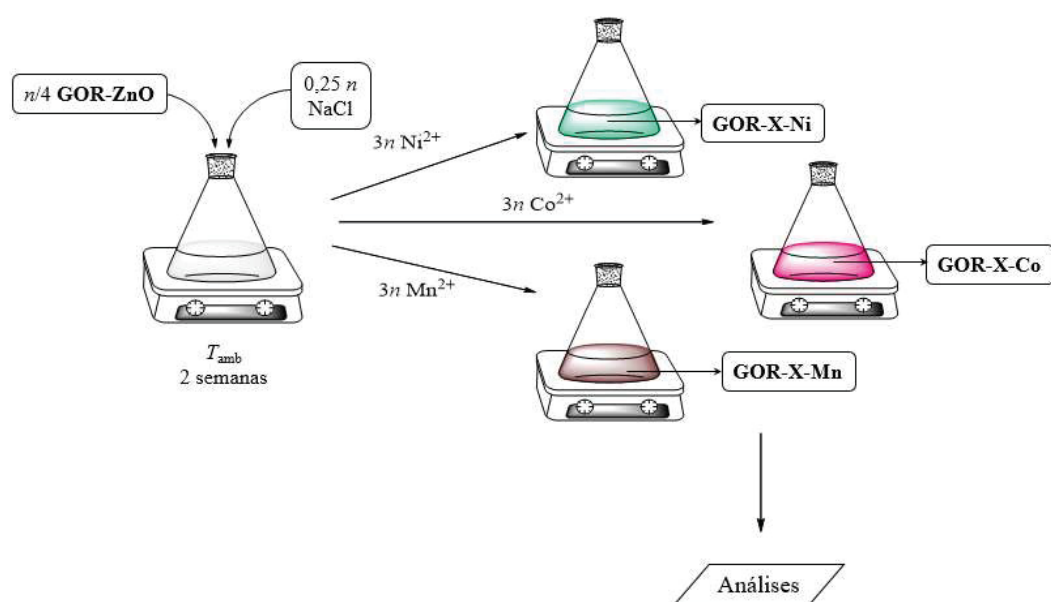 n/4 GOR-ZnO
0,25 n
NaCl
3n Ni²⁺
GOR-X-Ni
3n Co²⁺
GOR-X-Co
3n Mn²⁺
GOR-X-Mn
T_amb
2 semanas
Análises